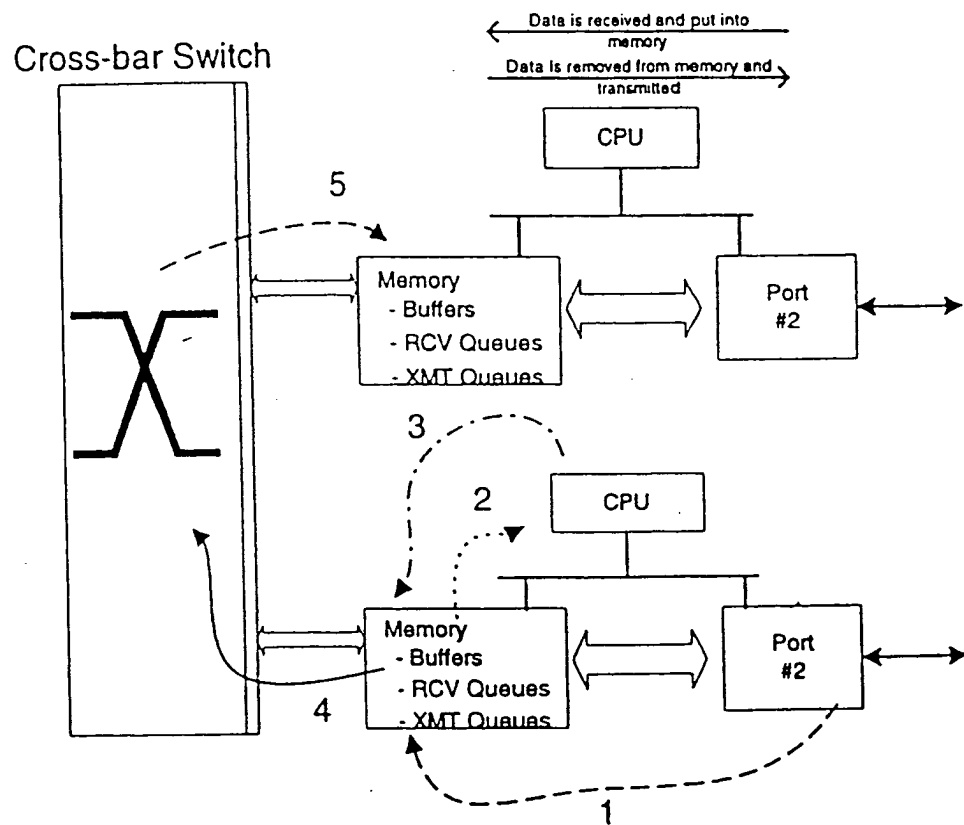 Data is received and put into
memory
Data is removed from memory and
transmitted
Cross-bar Switch
CPU
5
Memory
- Buffers
- RCV Queues
- XMT Queues
Port
#2
3
CPU
2
Memory
- Buffers
- RCV Queues
- XMT Queues
Port
#2
4
1